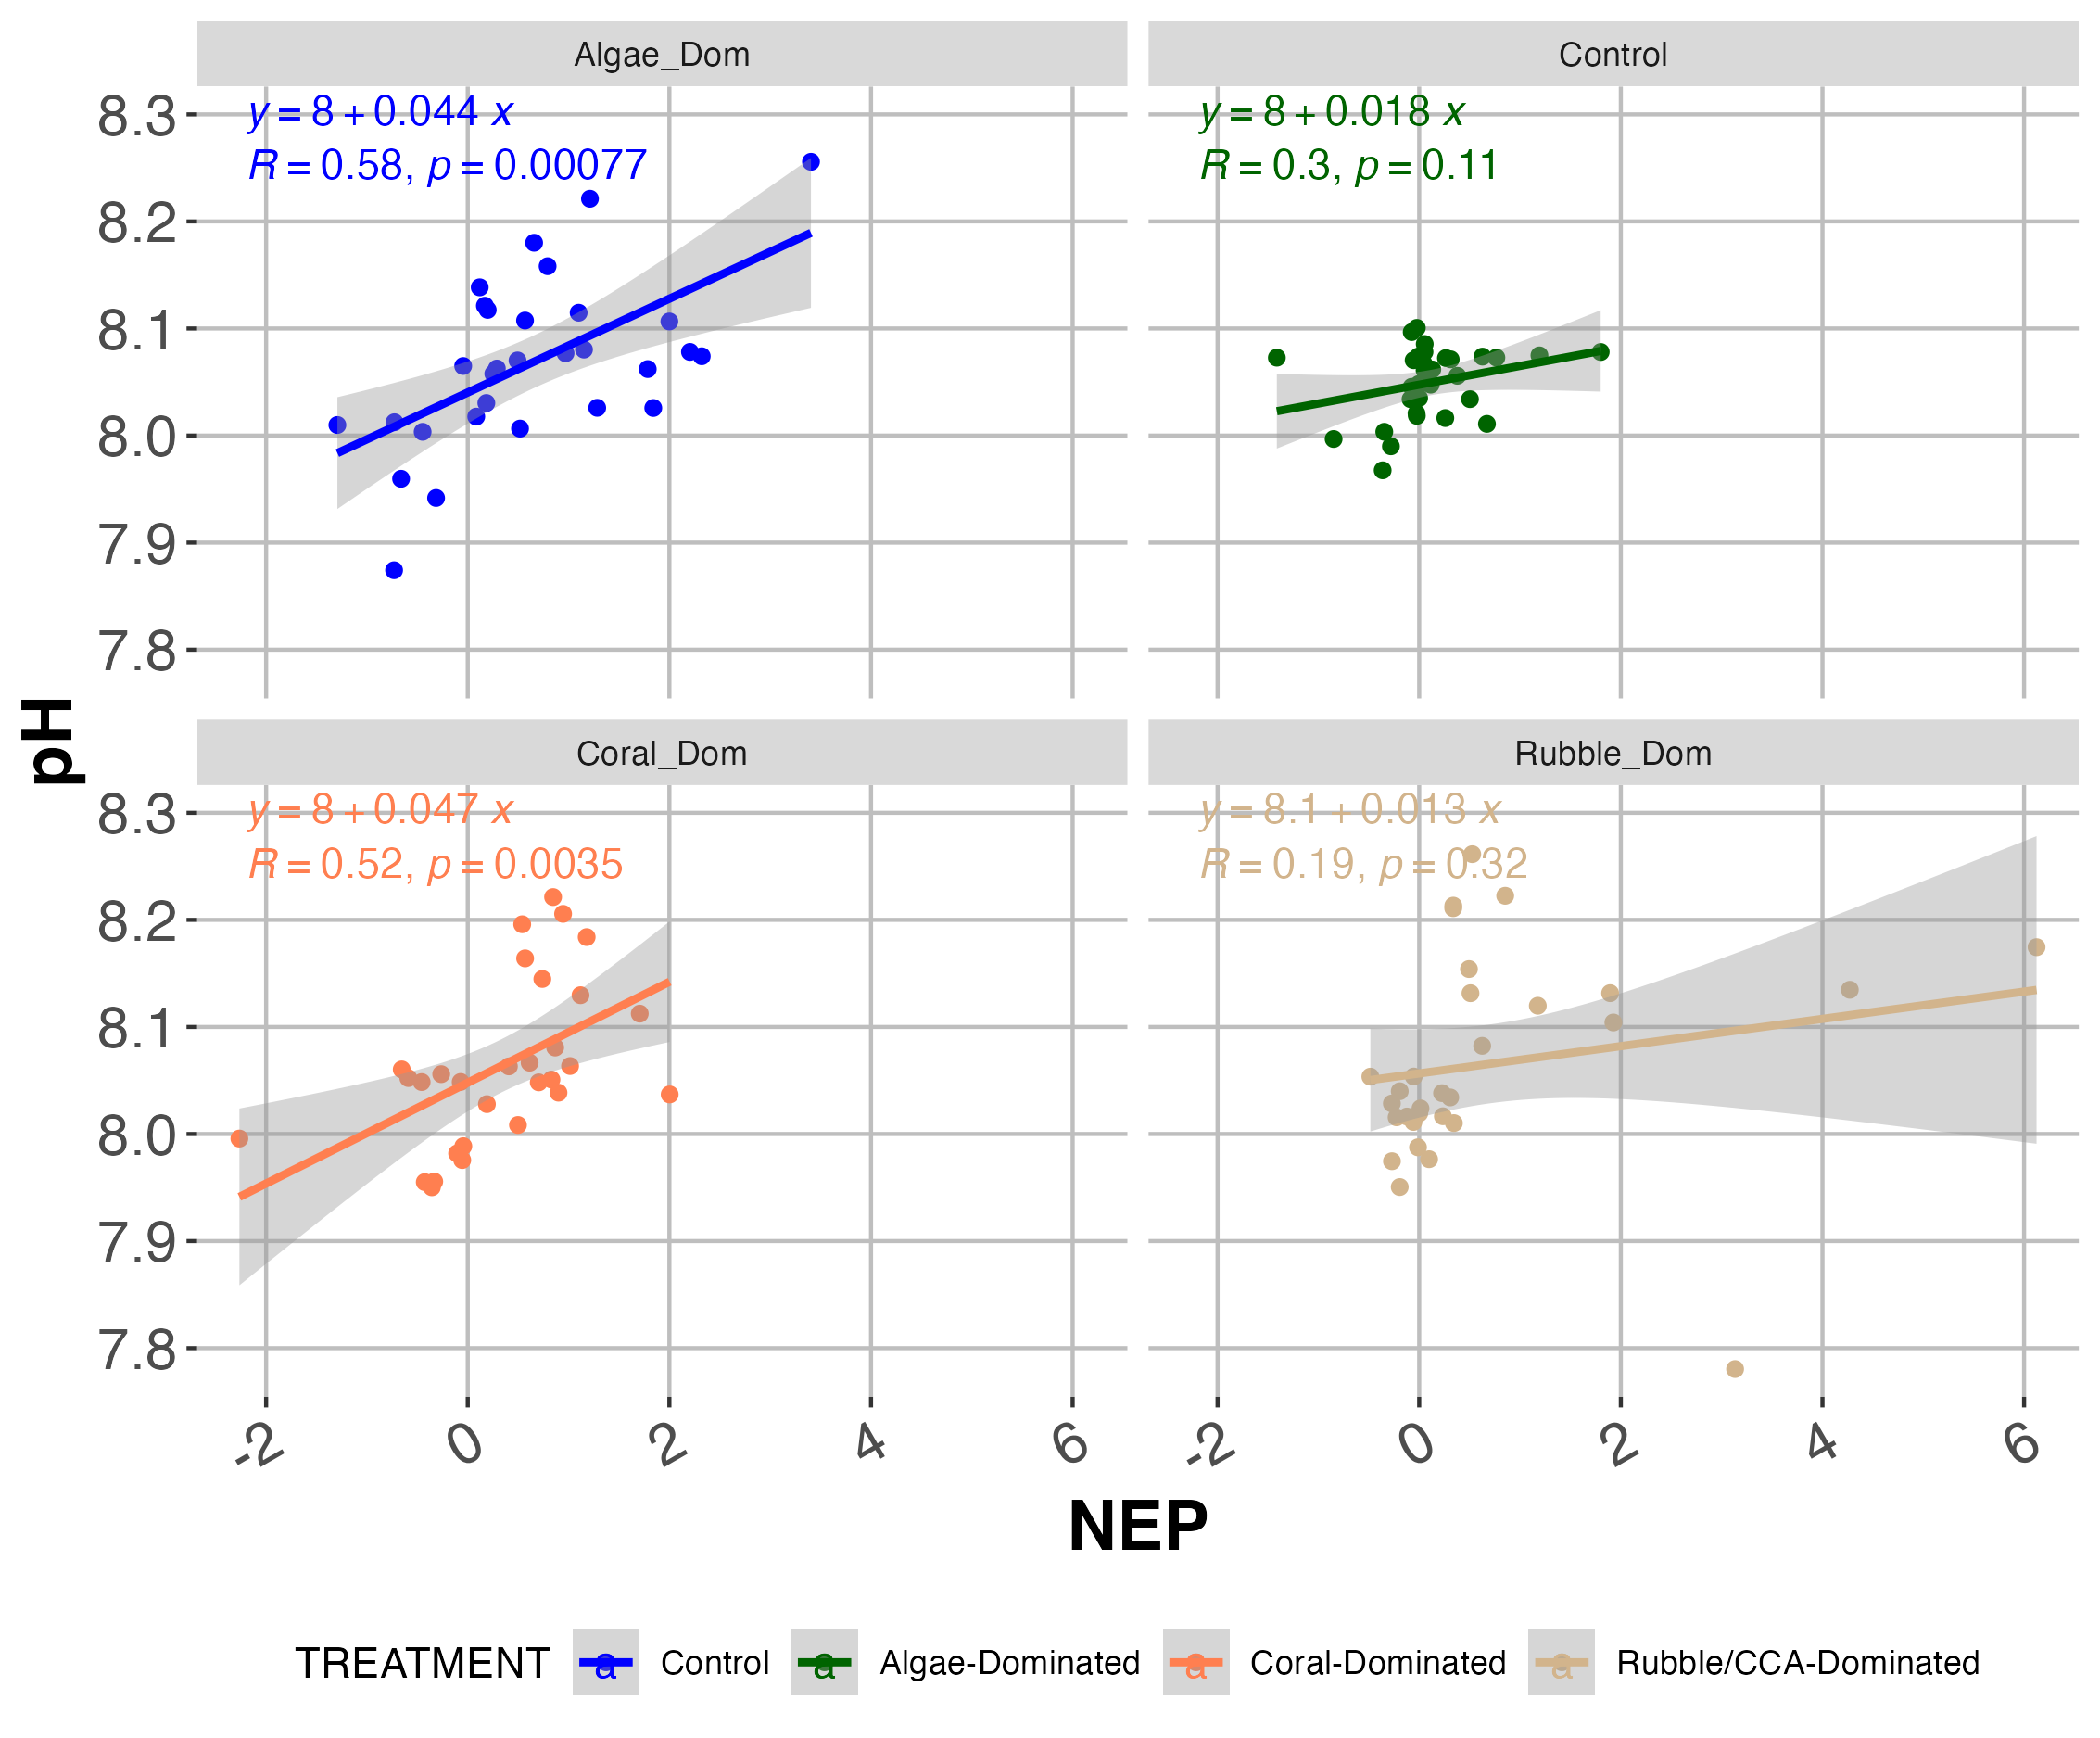 Algae_Dom
Control
y = 8 + 0.044 x
R = 0.58, p = 0.00077
y = 8 + 0.018 x
R = 0.3, p = 0.11
8.3
8.2
8.1
8.0
7.9
7.8
pH
Coral_Dom
Rubble_Dom
y = 8 + 0.047 x
R = 0.52, p = 0.0035
y = 8.1 + 0.013 x
R = 0.19, p = 0.32
8.3
8.2
8.1
8.0
7.9
7.8
-2 0 2 4 6
-2 0 2 4 6
NEP
TREATMENT a Control a Algae-Dominated a Coral-Dominated a Rubble/CCA-Dominated